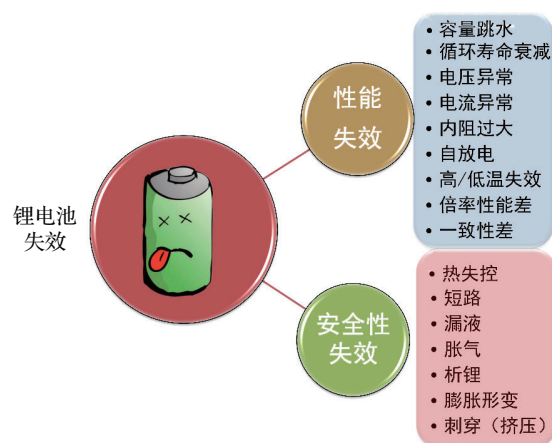 锂电池
失效
性能
失效
• 容量跳水
• 循环寿命衰减
• 电压异常
• 电流异常
• 内阻过大
• 自放电
• 高/低温失效
• 倍率性能差
• 一致性差
安全性
失效
• 热失控
• 短路
• 漏液
• 胀气
• 析锂
• 膨胀形变
• 刺穿（挤压）